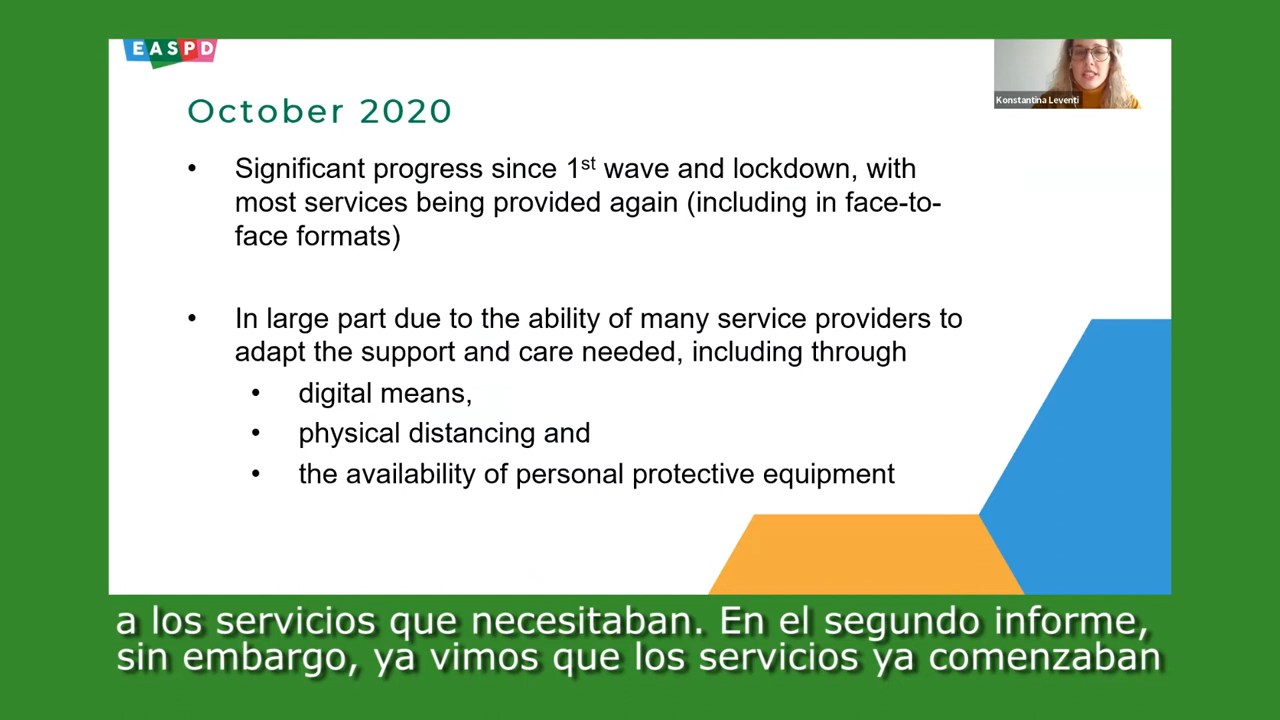 EASPD
Konstantina Leventi
October 2020
• Significant progress since 1st wave and lockdown, with
most services being provided again (including in face-to-
face formats)
• In large part due to the ability of many service providers to
adapt the support and care needed, including through
• digital means,
• physical distancing and
• the availability of personal protective equipment
a los servicios que necesitaban. En el segundo informe,
sin embargo, ya vimos que los servicios ya comenzaban